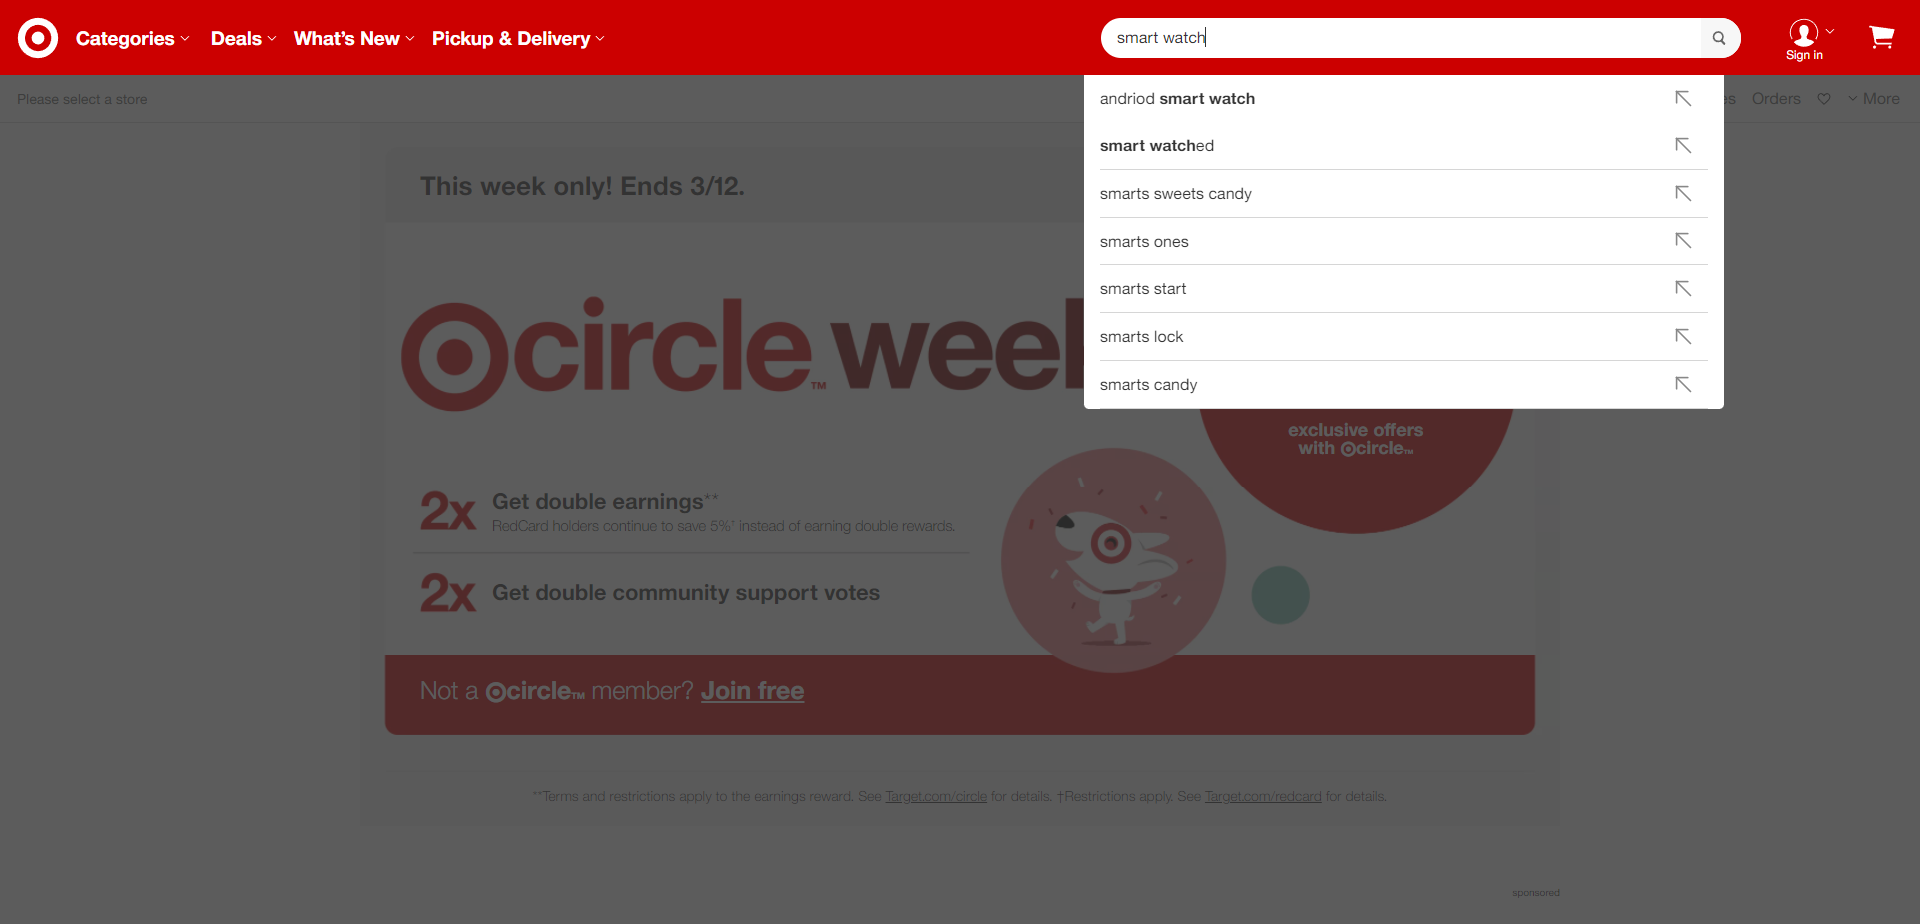 Categories
Deals
What's New
Pickup & Delivery
smart watch
Sign in
Please select a store
es
Orders
More
andriod smart watch
smart watched
smarts sweets candy
smarts ones
smarts start
smarts lock
smarts candy
This week only! Ends 3/12.
circle™ week
exclusive offers
with circle™
2x Get double earnings**
RedCard holders continue to save 5%† instead of earning double rewards.
2x Get double community support votes
Not a circle™ member? Join free
**Terms and restrictions apply to the earnings reward. See Target.com/circle for details. †Restrictions apply. See Target.com/redcard for details.
sponsored